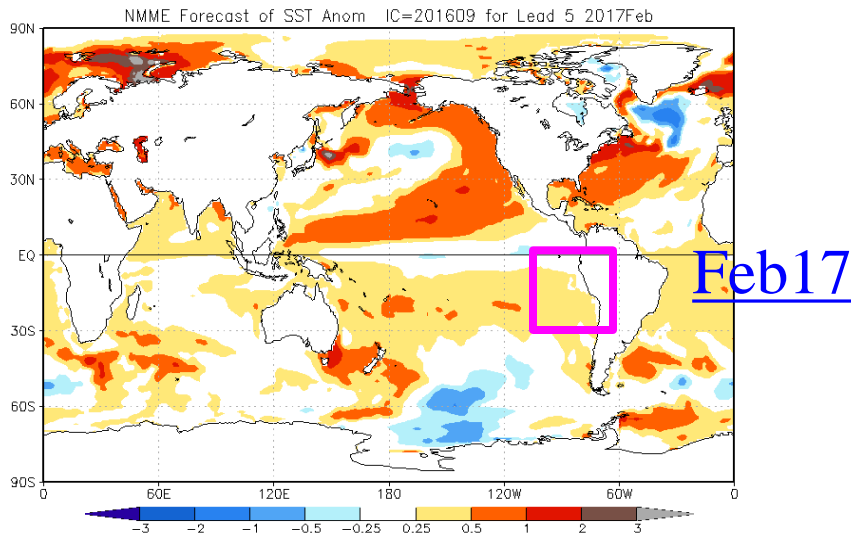 NMME Forecast of SST Anom IC=201609 for Lead 5 2017Feb
90N
60N
30N
EQ
30S
60S
90S
0 60E 120E 180 120W 60W 0
Feb17
-3 -2 -1 -0.5 -0.25 0.25 0.5 1 2 3